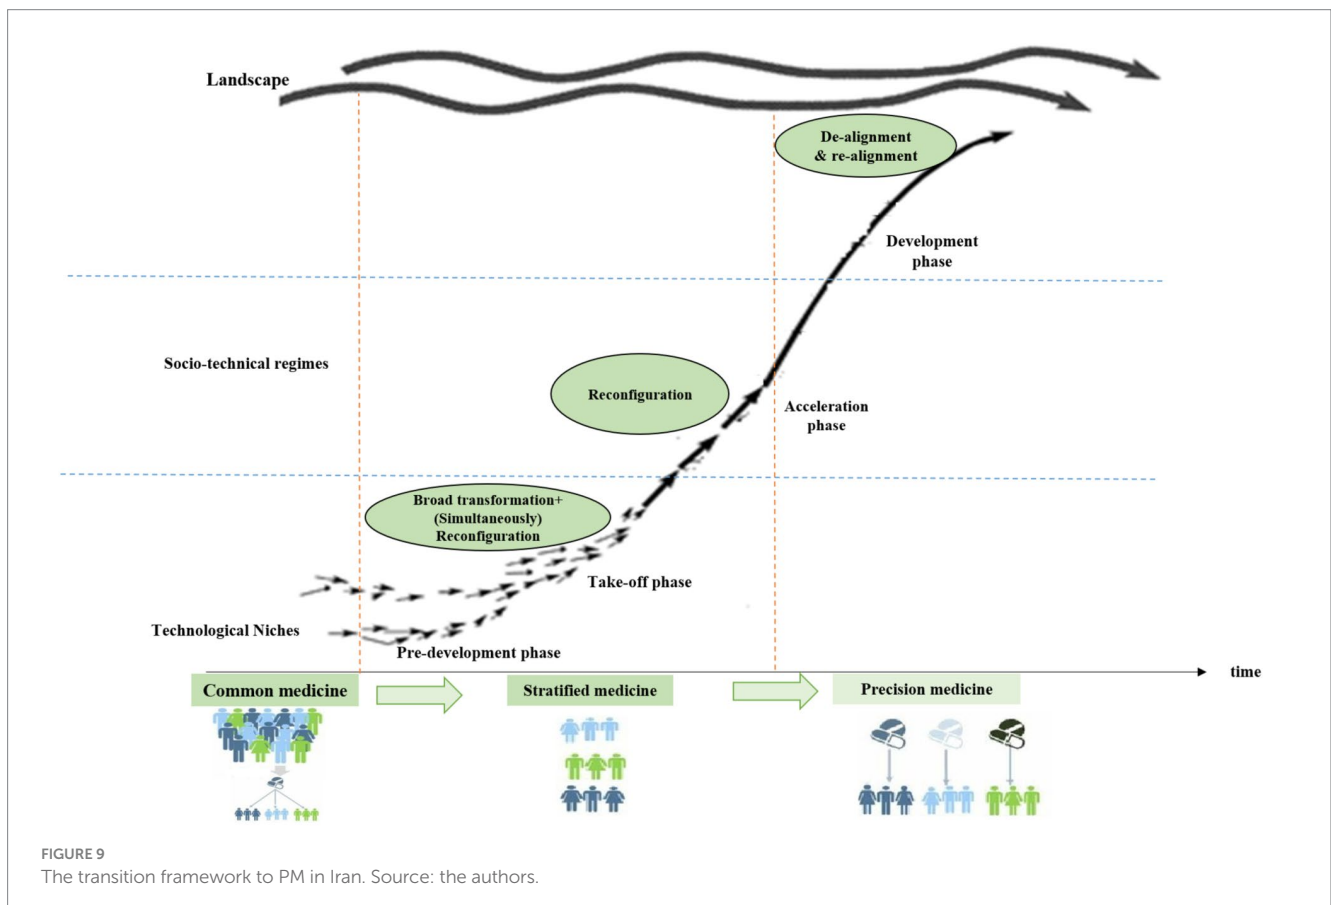 Landscape
De-alignment
& re-alignment
Development
phase
Socio-technical regimes
Reconfiguration
Acceleration
phase
Broad transformation+
(Simultaneously)
Reconfiguration
Take-off phase
Technological Niches
Pre-development phase
time
Common medicine
Stratified medicine
Precision medicine
FIGURE 9
The transition framework to PM in Iran. Source: the authors.